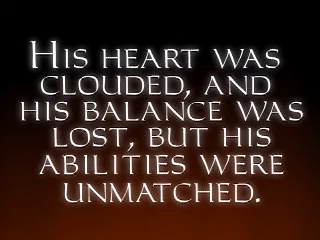 His heart was
clouded, and
his balance was
lost, but his
abilities were
unmatched.